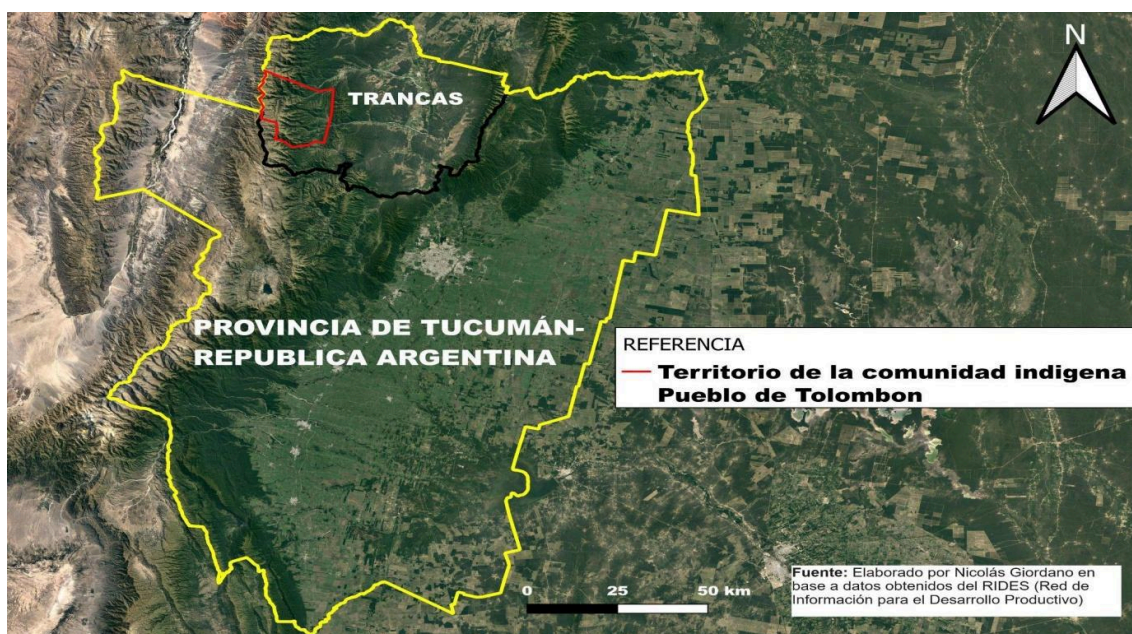 N
TRANCAS
PROVINCIA DE TUCUMÁN-
REPUBLICA ARGENTINA
REFERENCIA
Territorio de la comunidad indigena
Pueblo de Tolombon
0 25 50 km
Fuente: Elaborado por Nicolás Giordano en
base a datos obtenidos del RIDES (Red de
Información para el Desarrollo Productivo)